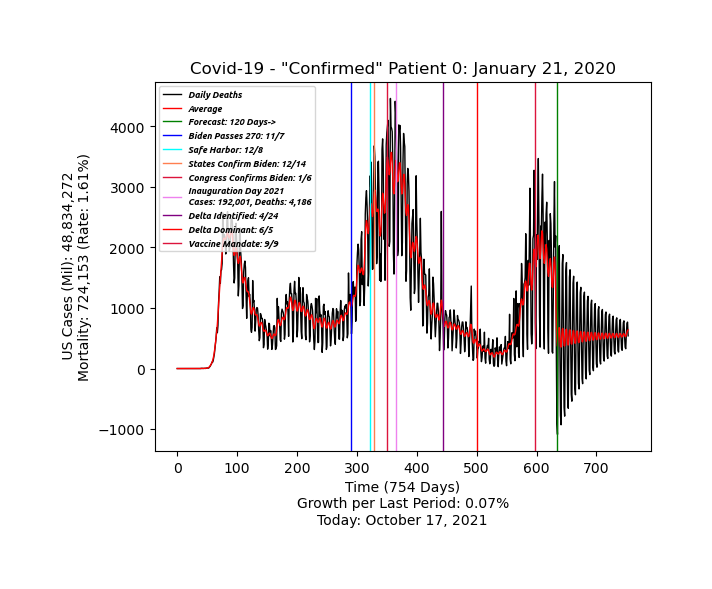 Covid-19 - "Confirmed" Patient 0: January 21, 2020
Daily Deaths
Average
Forecast: 120 Days->
Biden Passes 270: 11/7
Safe Harbor: 12/8
States Confirm Biden: 12/14
Congress Confirms Biden: 1/6
Inauguration Day 2021
Cases: 192,001, Deaths: 4,186
Delta Identified: 4/24
Delta Dominant: 6/5
Vaccine Mandate: 9/9
US Cases (Mil): 48,834,272
Mortality: 724,153 (Rate: 1.61%)
4000
3000
2000
1000
0
−1000
0 100 200 300 400 500 600 700
Time (754 Days)
Growth per Last Period: 0.07%
Today: October 17, 2021